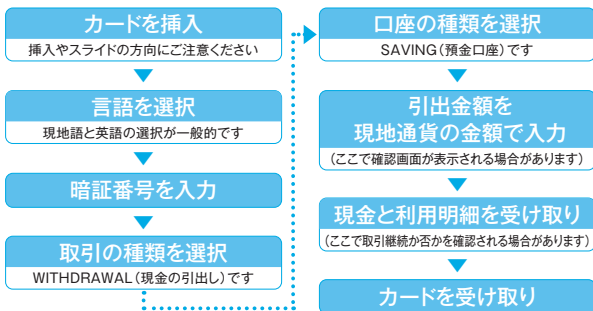 カードを挿入
挿入やスライドの方向にご注意ください
言語を選択
現地語と英語の選択が一般的です
暗証番号を入力
取引の種類を選択
WITHDRAWAL（現金の引出し）です
口座の種類を選択
SAVING（預金口座）です
引出金額を
現地通貨の金額で入力
（ここで確認画面が表示される場合があります）
現金と利用明細を受け取り
（ここで取引継続か否かを確認される場合があります）
カードを受け取り